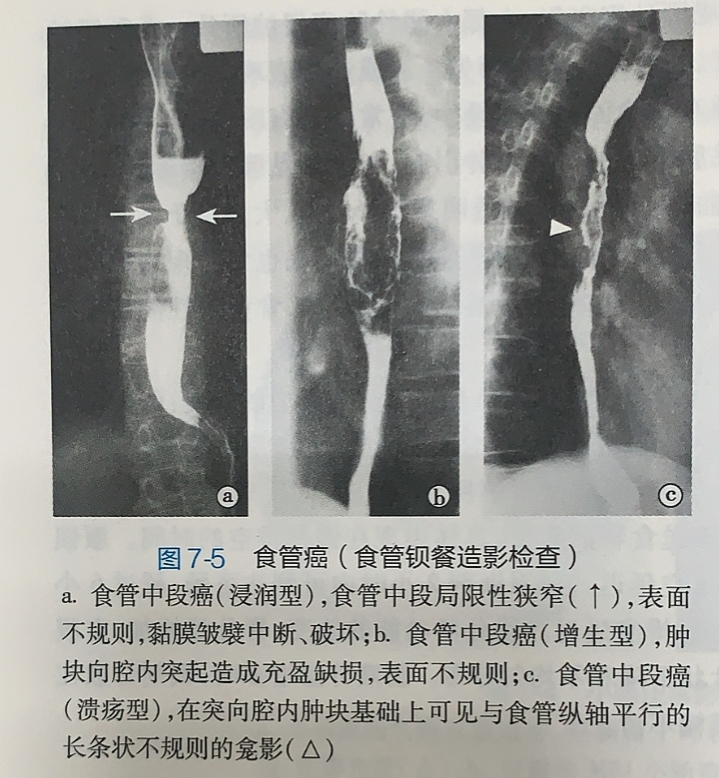 a
b
c
图7-5 食管癌(食管钡餐造影检查)
a. 食管中段癌(浸润型),食管中段局限性狭窄(↑),表面
不规则,黏膜皱襞中断、破坏;b. 食管中段癌(增生型),肿
块向腔内突起造成充盈缺损,表面不规则;c. 食管中段癌
(溃疡型),在突向腔内肿块基础上可见与食管纵轴平行的
长条状不规则的龛影(△)